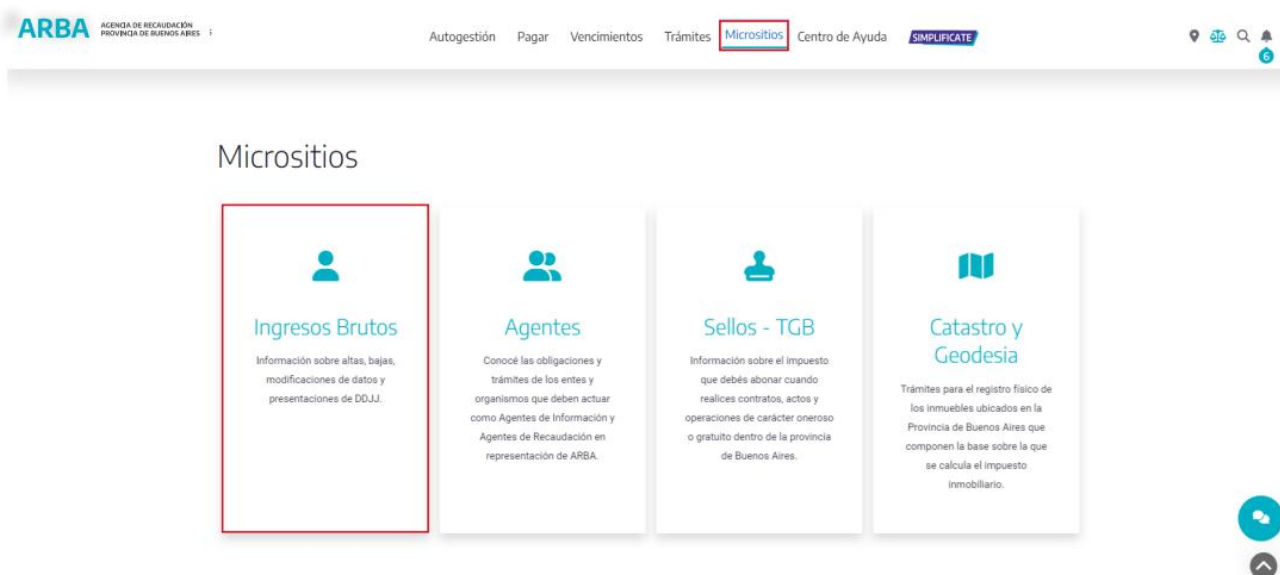 ARBA AGENCIA DE RECAUDACIÓN
PROVINCIA DE BUENOS AIRES
Autogestión Pagar Vencimientos Trámites Micrositios Centro de Ayuda SIMPLIFICATE
6
Micrositios
Ingresos Brutos
Información sobre altas, bajas,
modificaciones de datos y
presentaciones de DDJJ.
Agentes
Conocé las obligaciones y
trámites de los entes y
organismos que deben actuar
como Agentes de Información y
Agentes de Recaudación en
representación de ARBA.
Sellos - TGB
Información sobre el impuesto
que debés abonar cuando
realices contratos, actos y
operaciones de carácter oneroso
o gratuito dentro de la provincia
de Buenos Aires.
Catastro y
Geodesia
Trámites para el registro físico de
los inmuebles ubicados en la
Provincia de Buenos Aires que
componen la base sobre la que
se calcula el impuesto
inmobiliario.